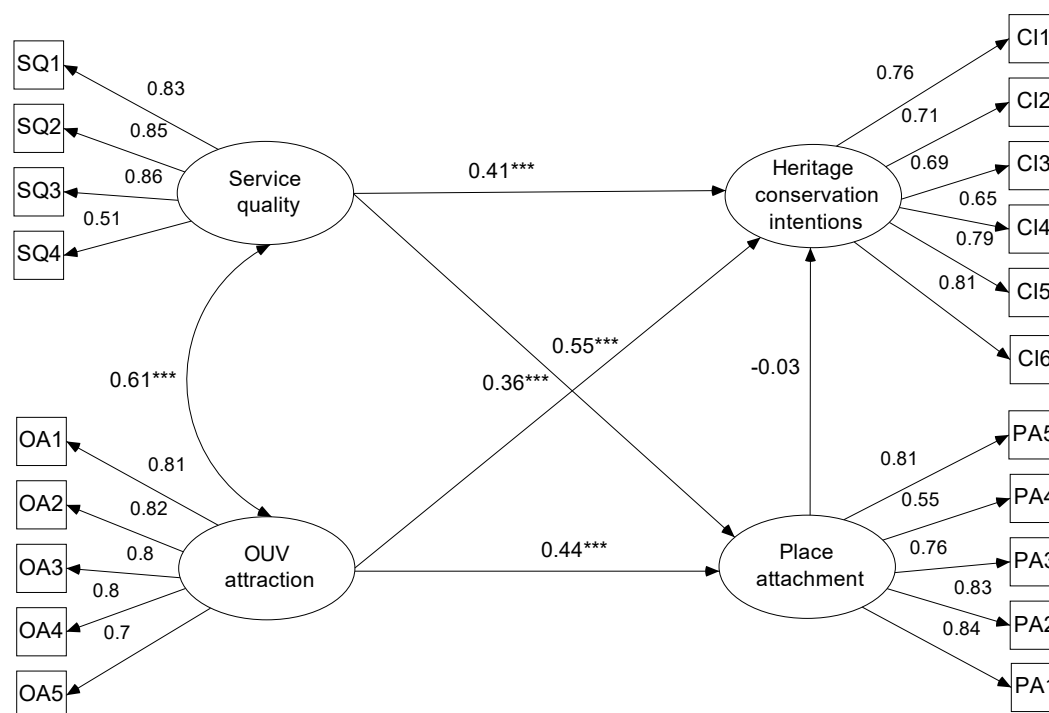 SQ1
SQ2
SQ3
SQ4
0.83
0.85
0.86
0.51
Service
quality
0.41***
Heritage
conservation
intentions
0.76
0.71
0.69
0.65
0.79
0.81
CI1
CI2
CI3
CI4
CI5
CI6
0.61***
0.55***
0.36***
-0.03
OA1
OA2
OA3
OA4
OA5
0.81
0.82
0.8
0.8
0.7
OUV
attraction
0.44***
Place
attachment
0.81
0.55
0.76
0.83
0.84
PA5
PA4
PA3
PA2
PA1